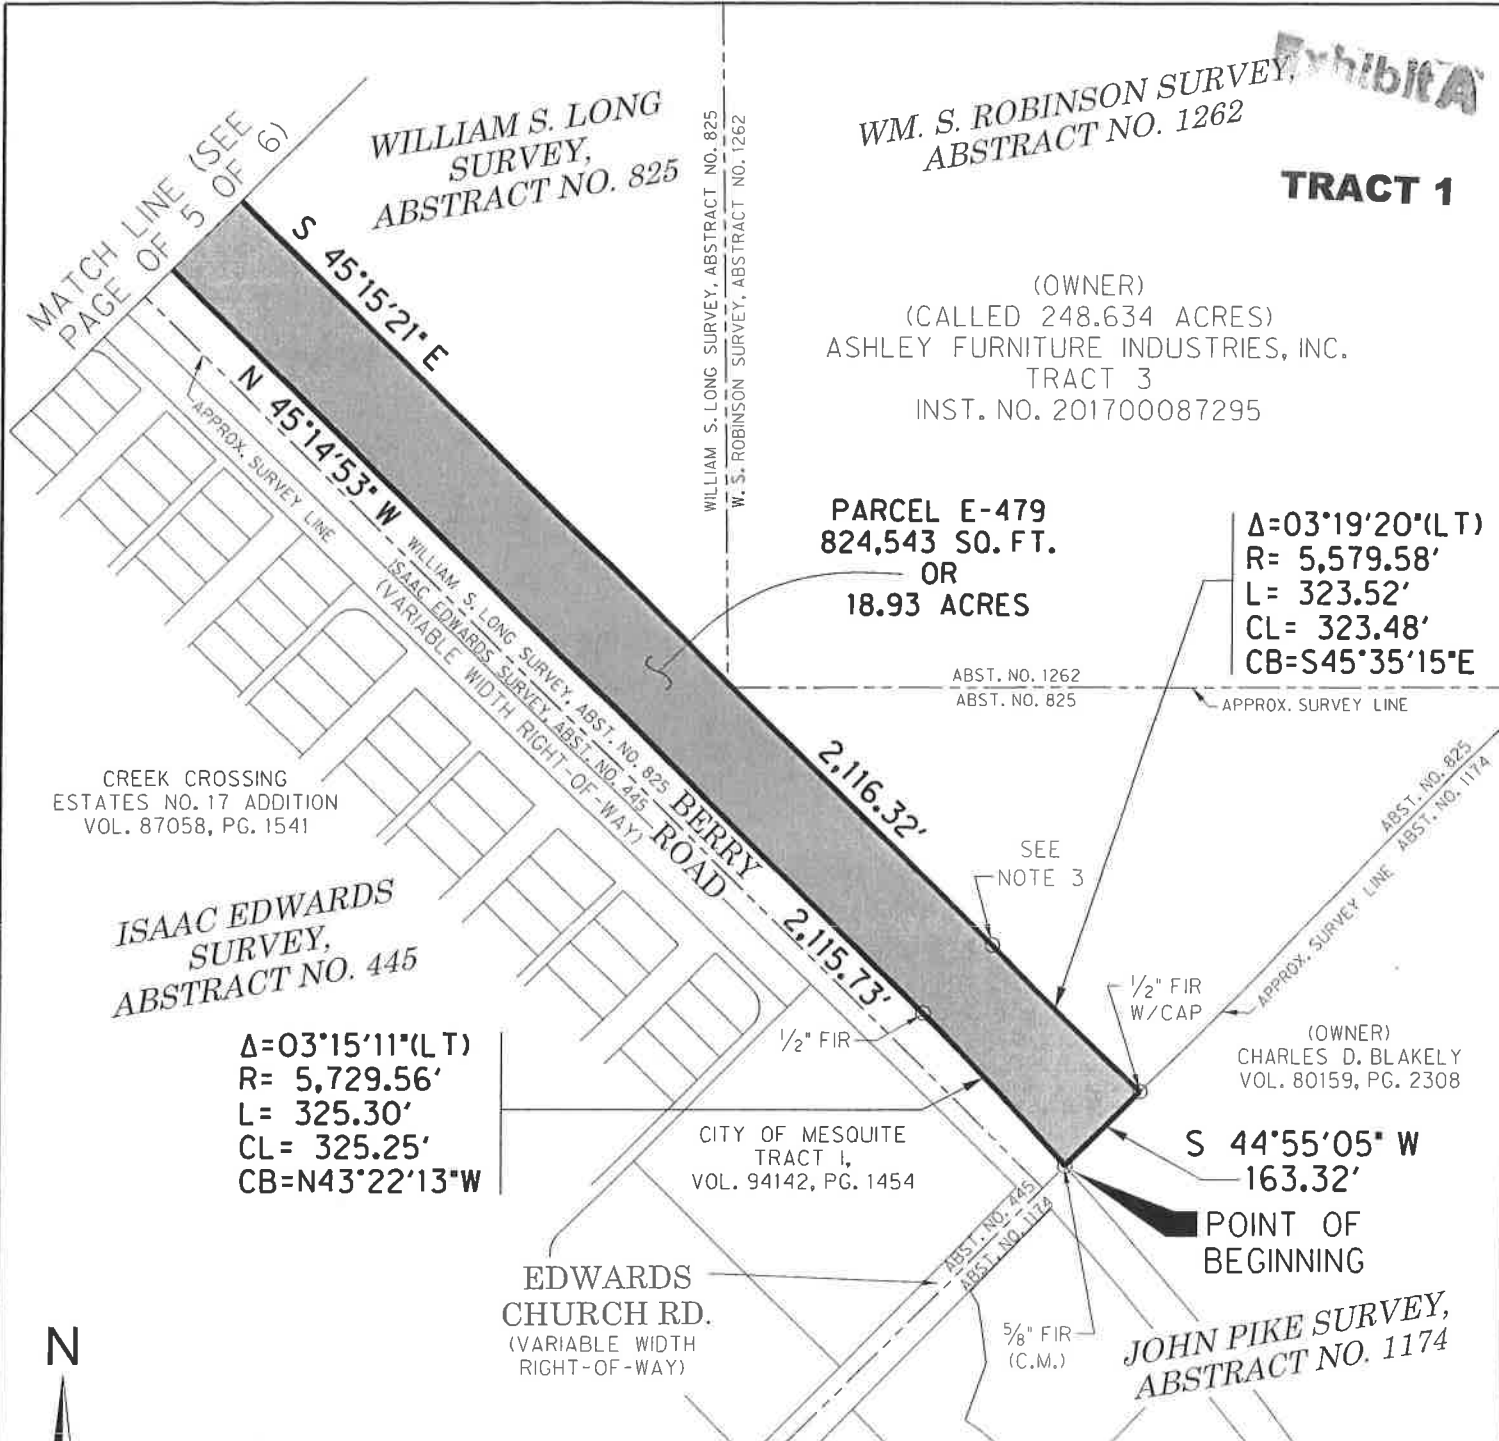 Exhibit A
TRACT 1
MATCH LINE (SEE
PAGE OF 5 OF 6)
WILLIAM S. LONG
SURVEY,
ABSTRACT NO. 825
WM. S. ROBINSON SURVEY,
ABSTRACT NO. 1262
WILLIAM S. LONG SURVEY, ABSTRACT NO. 825
W. S. ROBINSON SURVEY, ABSTRACT NO. 1262
(OWNER)
(CALLED 248.634 ACRES)
ASHLEY FURNITURE INDUSTRIES, INC.
TRACT 3
INST. NO. 201700087295
S 45°15'21" E
N 45°14'53" W
APPROX. SURVEY LINE
WILLIAM S. LONG SURVEY, ABST. NO. 825
ISAAC EDWARDS SURVEY, ABST. NO. 445
(VARIABLE WIDTH RIGHT-OF-WAY)
BERRY
ROAD
PARCEL E-479
824,543 SQ. FT.
OR
18.93 ACRES
Δ=03°19'20"(LT)
R= 5,579.58'
L= 323.52'
CL= 323.48'
CB=S45°35'15"E
ABST. NO. 1262
ABST. NO. 825
APPROX. SURVEY LINE
2,116.32'
2,115.73'
CREEK CROSSING
ESTATES NO. 17 ADDITION
VOL. 87058, PG. 1541
ISAAC EDWARDS
SURVEY,
ABSTRACT NO. 445
SEE
NOTE 3
ABST. NO. 825
ABST. NO. 1174
APPROX. SURVEY LINE
1/2" FIR
W/CAP
1/2" FIR
(OWNER)
CHARLES D. BLAKELY
VOL. 80159, PG. 2308
Δ=03°15'11"(LT)
R= 5,729.56'
L= 325.30'
CL= 325.25'
CB=N43°22'13"W
CITY OF MESQUITE
TRACT 1,
VOL. 94142, PG. 1454
S 44°55'05" W
163.32'
POINT OF
BEGINNING
ABST. NO. 445
ABST. NO. 1174
EDWARDS
CHURCH RD.
(VARIABLE WIDTH
RIGHT-OF-WAY)
5/8" FIR
(C.M.)
JOHN PIKE SURVEY,
ABSTRACT NO. 1174
N